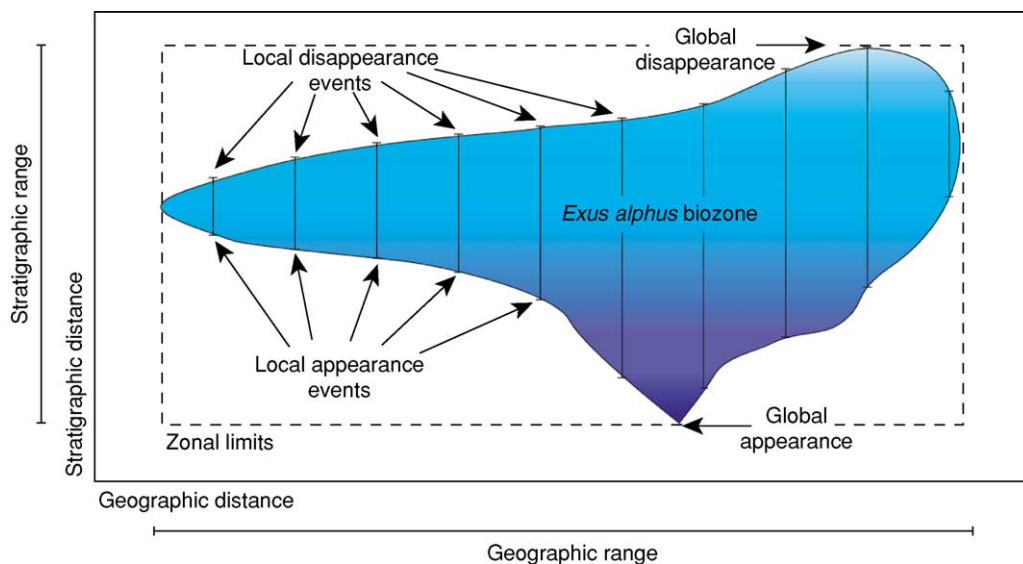 Global
disappearance
Local disappearance
events
Exus alphus biozone
Stratigraphic range
Stratigraphic distance
Local appearance
events
Global
appearance
Zonal limits
Geographic distance
Geographic range